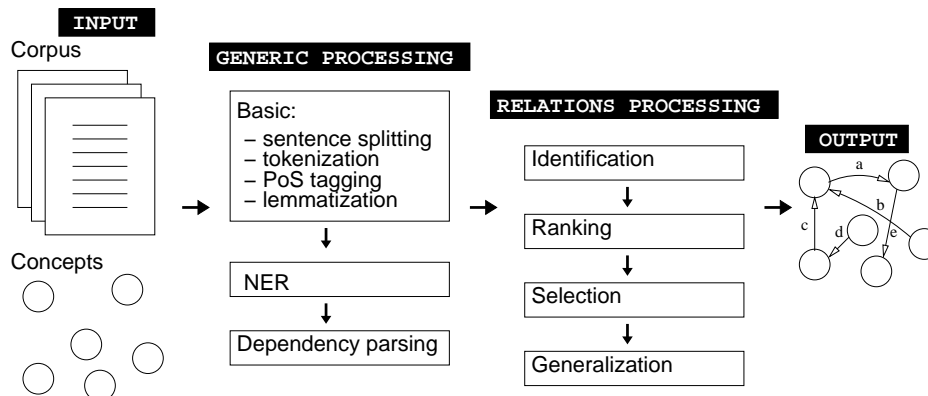 INPUT
Corpus
Concepts
GENERIC PROCESSING
Basic:
– sentence splitting
– tokenization
– PoS tagging
– lemmatization
NER
Dependency parsing
RELATIONS PROCESSING
Identification
Ranking
Selection
Generalization
OUTPUT
a
b
c
d
e